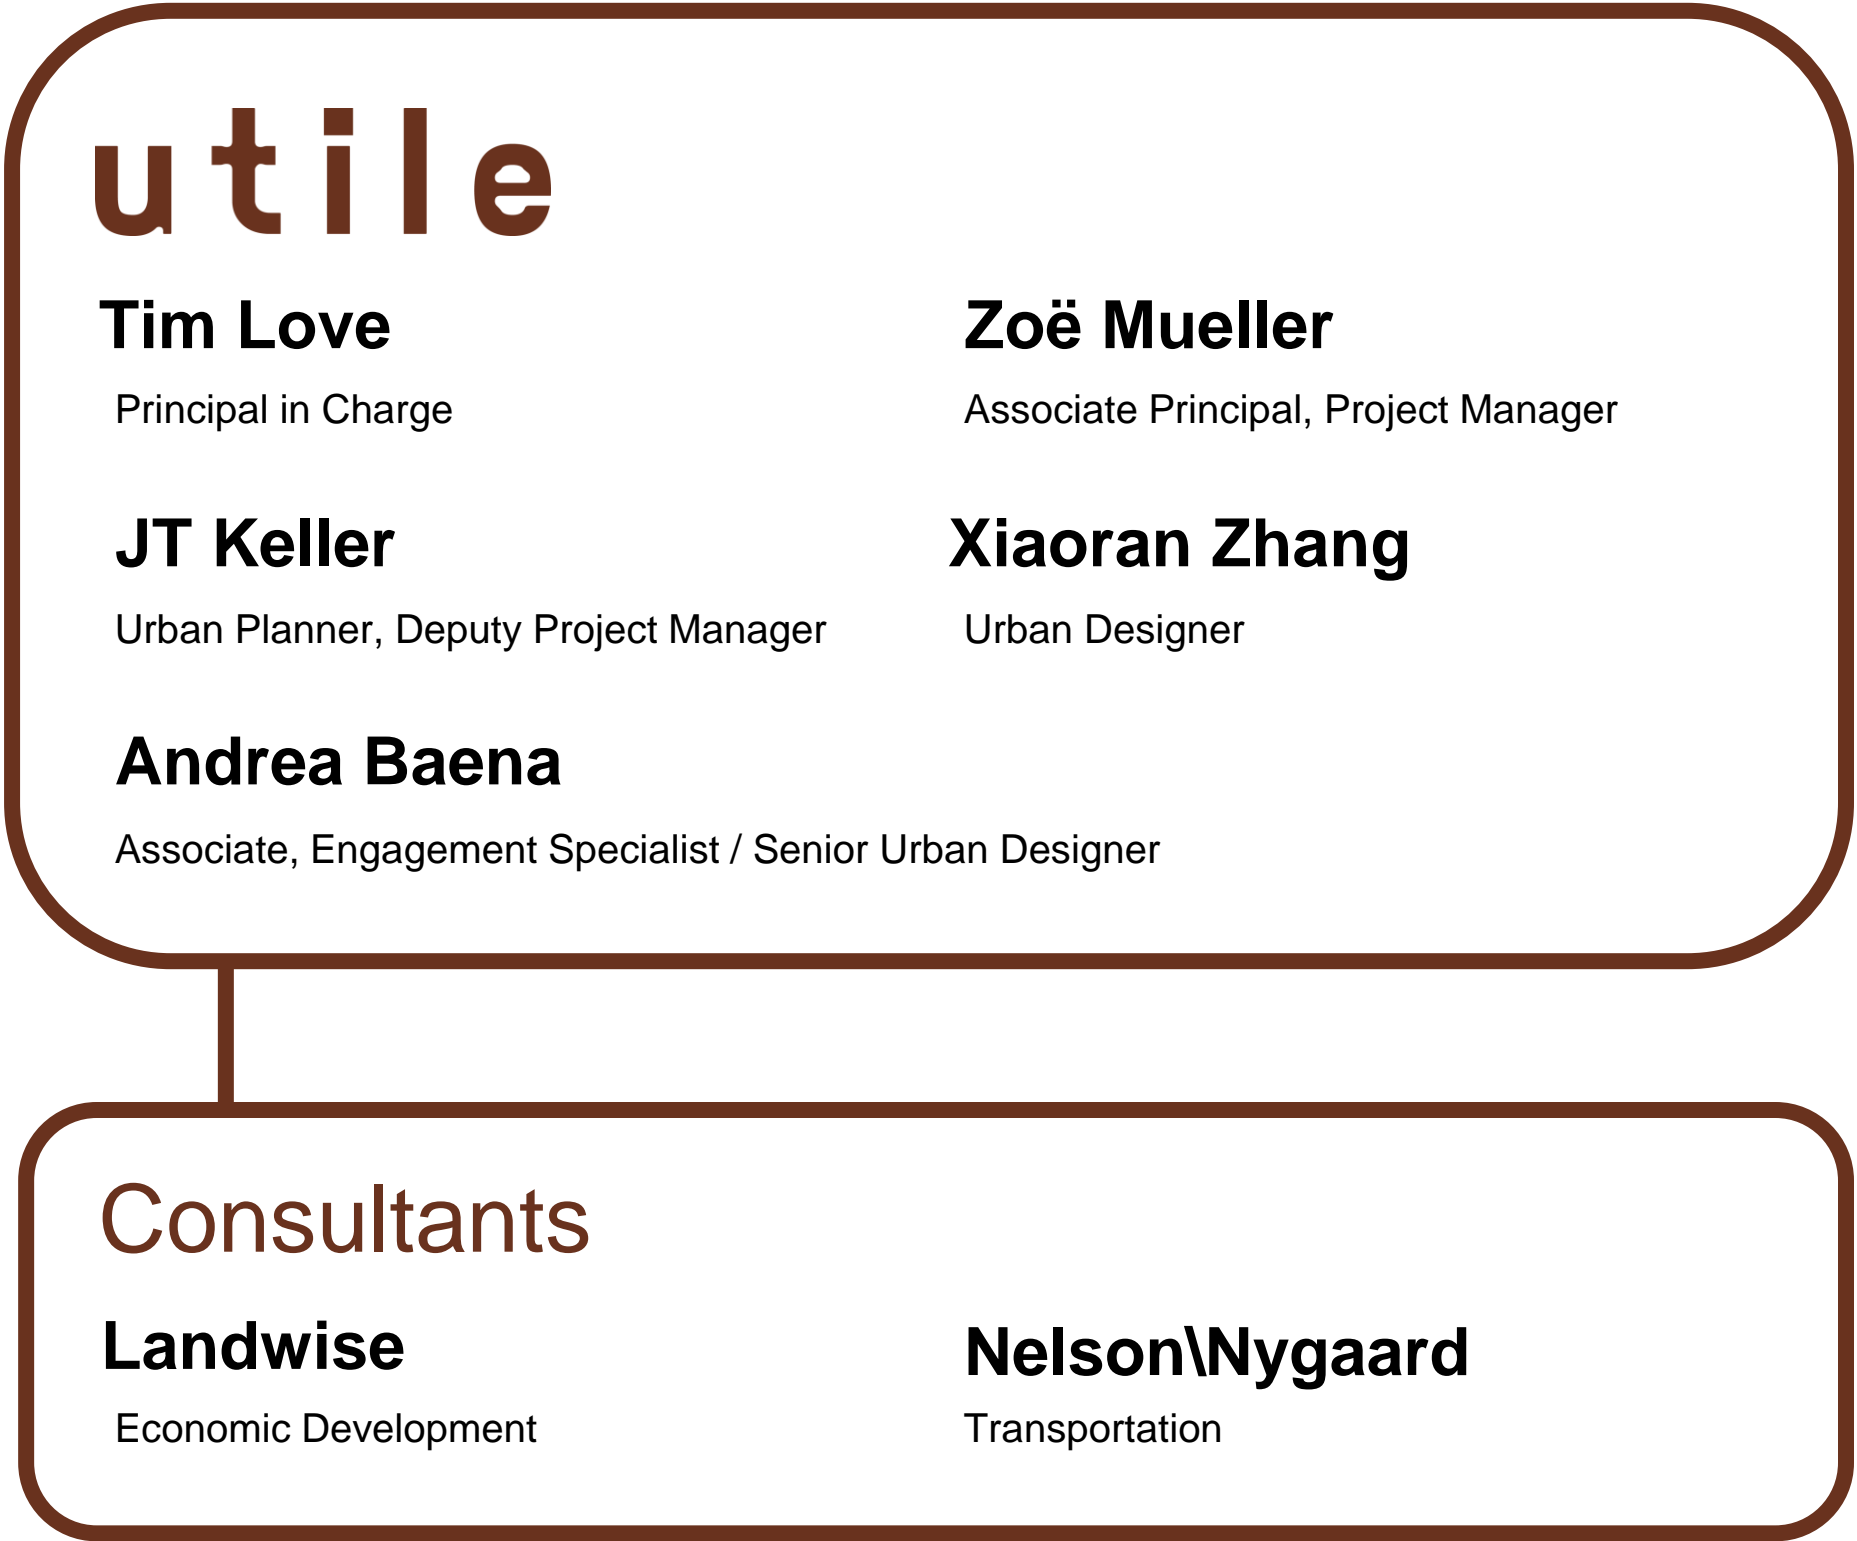 utile
Tim Love
Principal in Charge
Zoë Mueller
Associate Principal, Project Manager
JT Keller
Urban Planner, Deputy Project Manager
Xiaoran Zhang
Urban Designer
Andrea Baena
Associate, Engagement Specialist / Senior Urban Designer
Consultants
Landwise
Economic Development
Nelson\Nygaard
Transportation